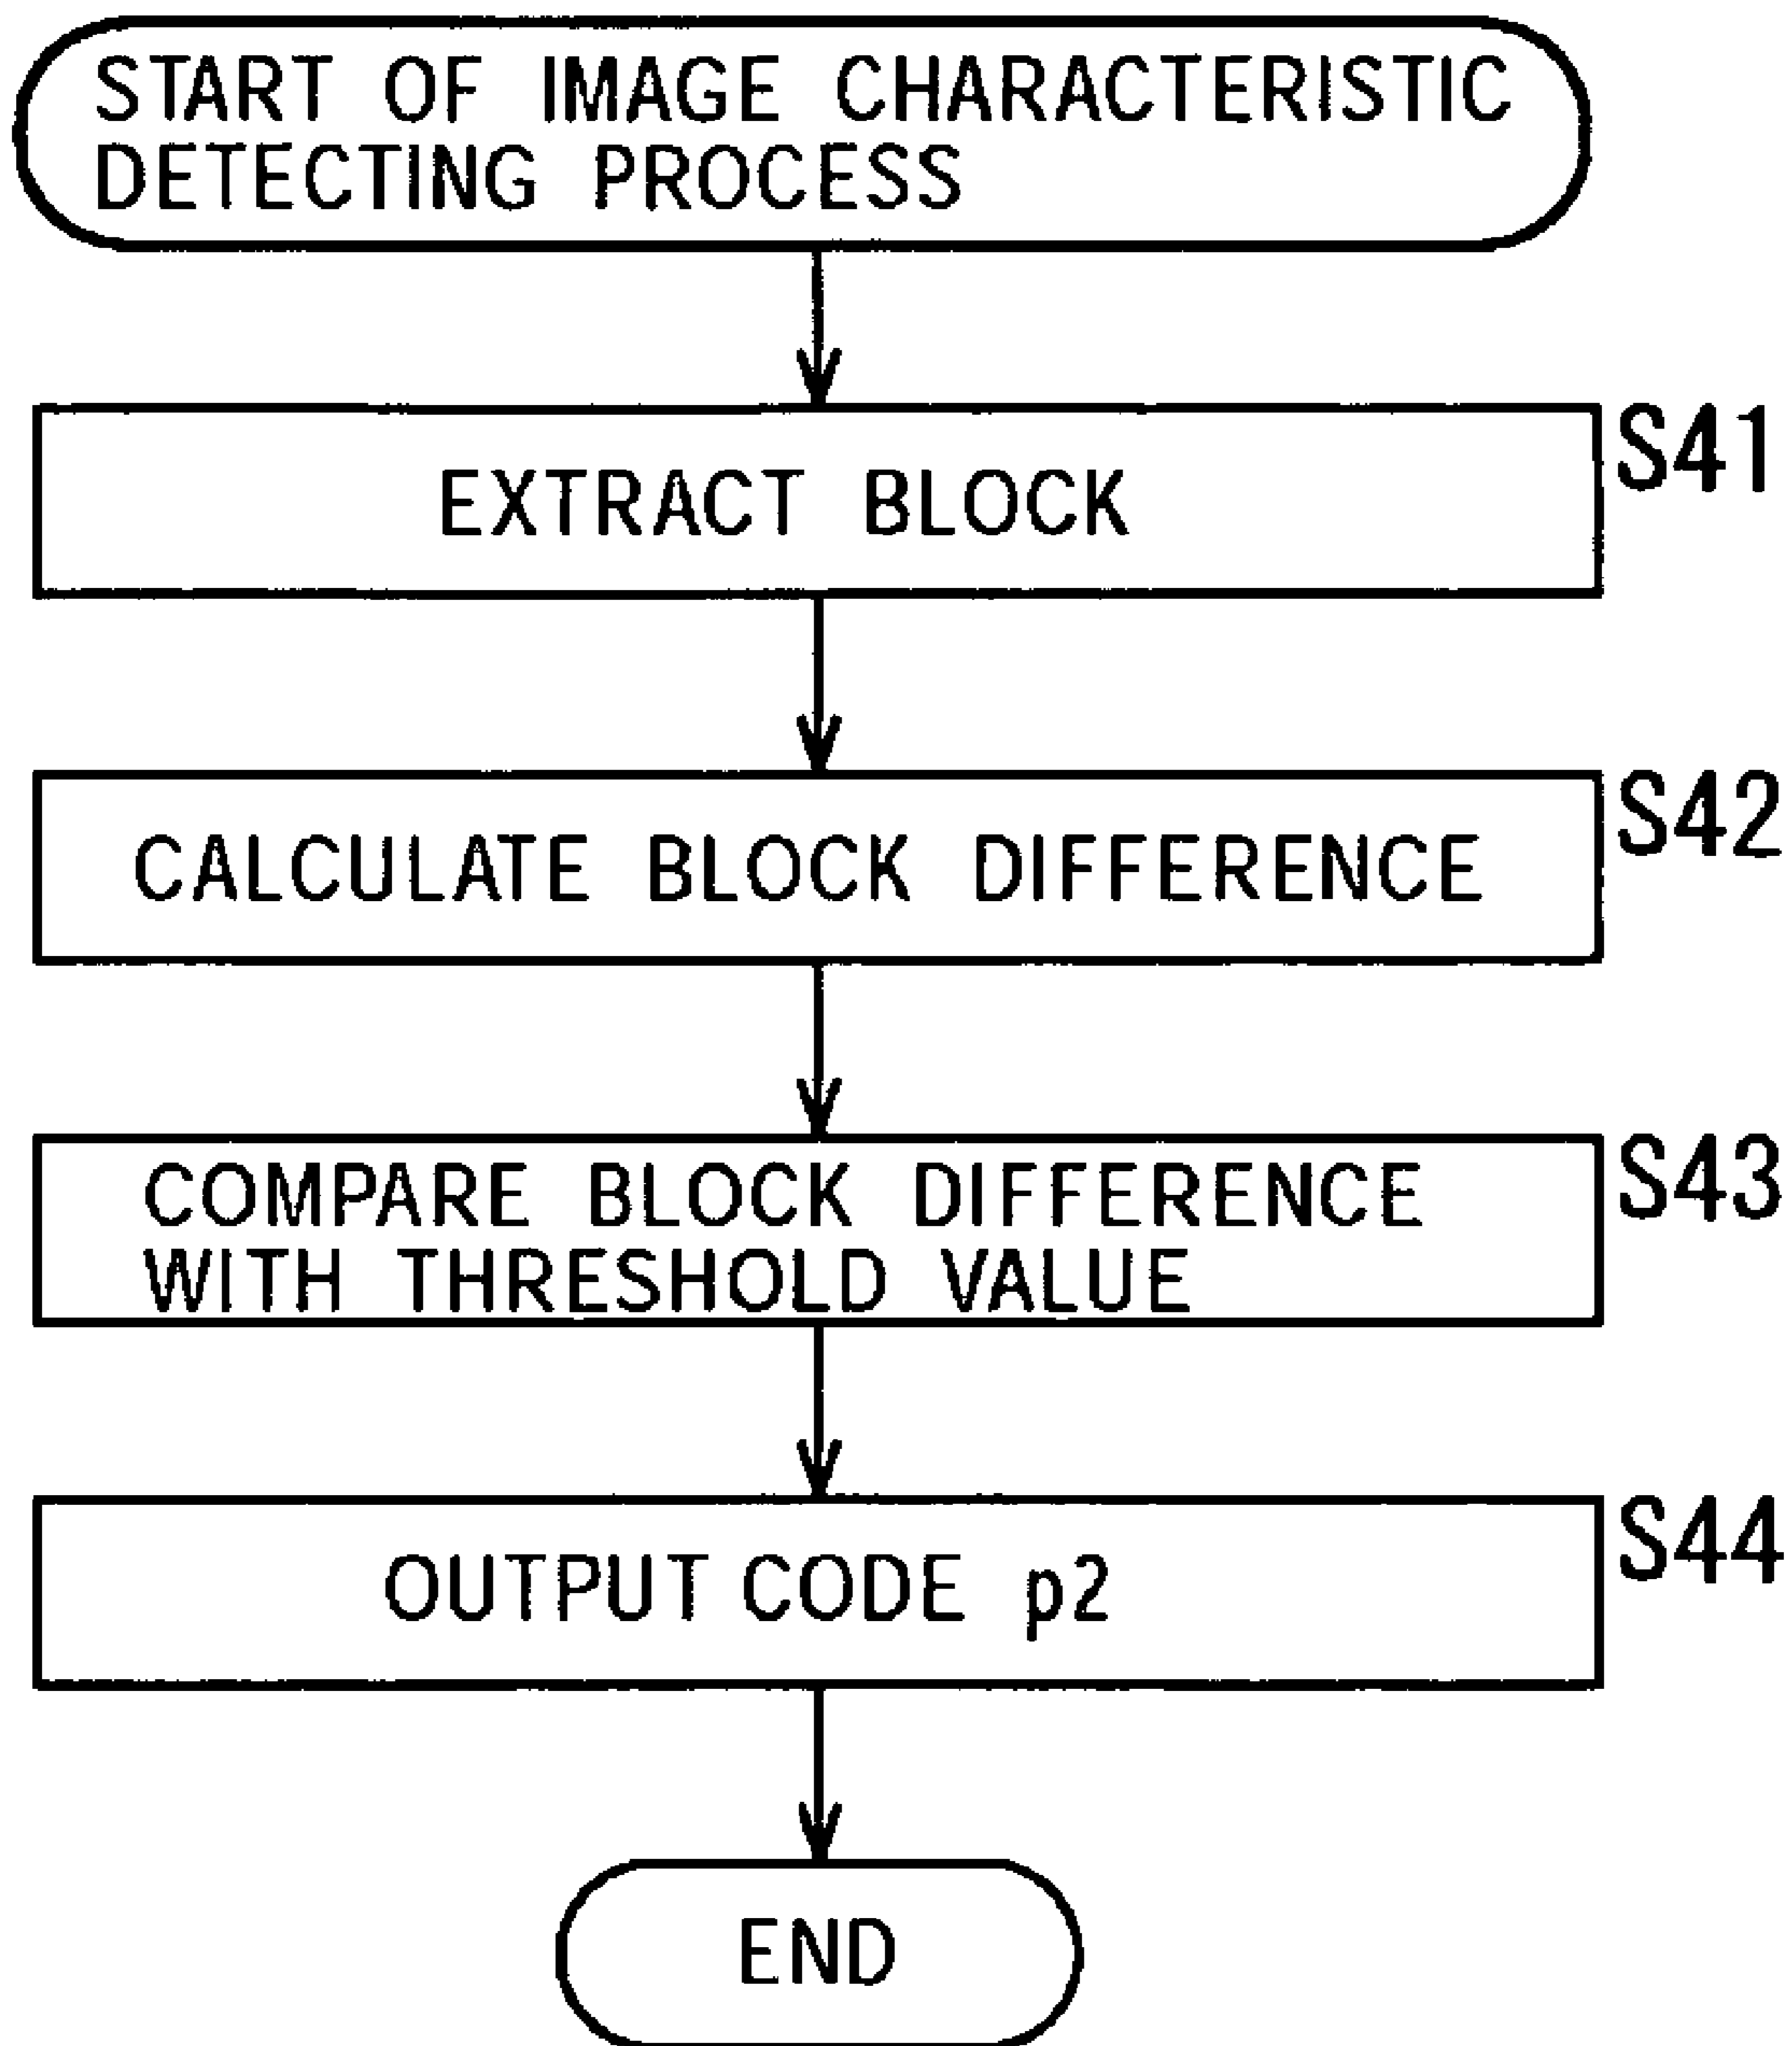 START OF IMAGE CHARACTERISTIC
DETECTING PROCESS
S41
EXTRACT BLOCK
S42
CALCULATE BLOCK DIFFERENCE
S43
COMPARE BLOCK DIFFERENCE
WITH THRESHOLD VALUE
S44
OUTPUT CODE p2
END